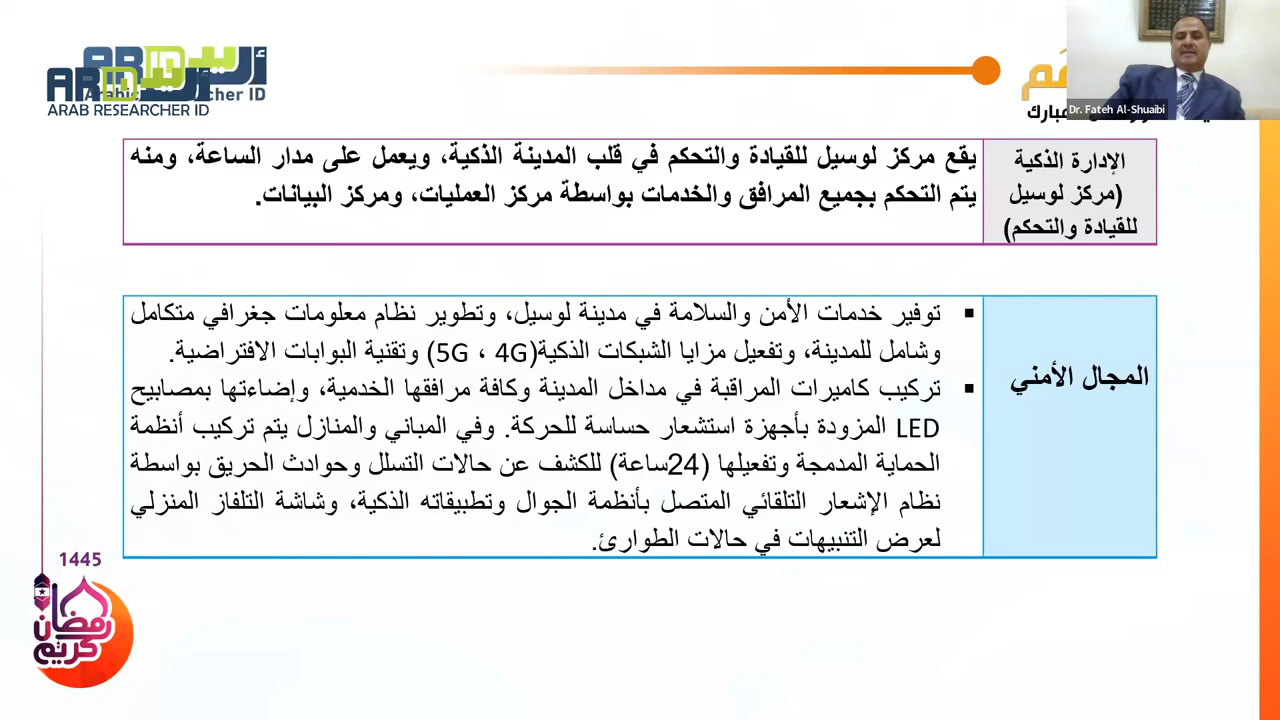 أريد
ARID
ARAB RESEARCHER ID
Dr. Fateh Al-Shuaibi
الإدارة الذكية
(مركز لوسيل
للقيادة والتحكم)
يقع مركز لوسيل للقيادة والتحكم في قلب المدينة الذكية، ويعمل على مدار الساعة، ومنه
يتم التحكم بجميع المرافق والخدمات بواسطة مركز العمليات، ومركز البيانات.
المجال الأمني
▪ توفير خدمات الأمن والسلامة في مدينة لوسيل، وتطوير نظام معلومات جغرافي متكامل
وشامل للمدينة، وتفعيل مزايا الشبكات الذكية(4G ، 5G) وتقنية البوابات الافتراضية.
▪ تركيب كاميرات المراقبة في مداخل المدينة وكافة مرافقها الخدمية، وإضاءتها بمصابيح
LED المزودة بأجهزة استشعار حساسة للحركة. وفي المباني والمنازل يتم تركيب أنظمة
الحماية المدمجة وتفعيلها (24ساعة) للكشف عن حالات التسلل وحوادث الحريق بواسطة
نظام الإشعار التلقائي المتصل بأنظمة الجوال وتطبيقاته الذكية، وشاشة التلفاز المنزلي
لعرض التنبيهات في حالات الطوارئ.
1445
رمضان
كريم